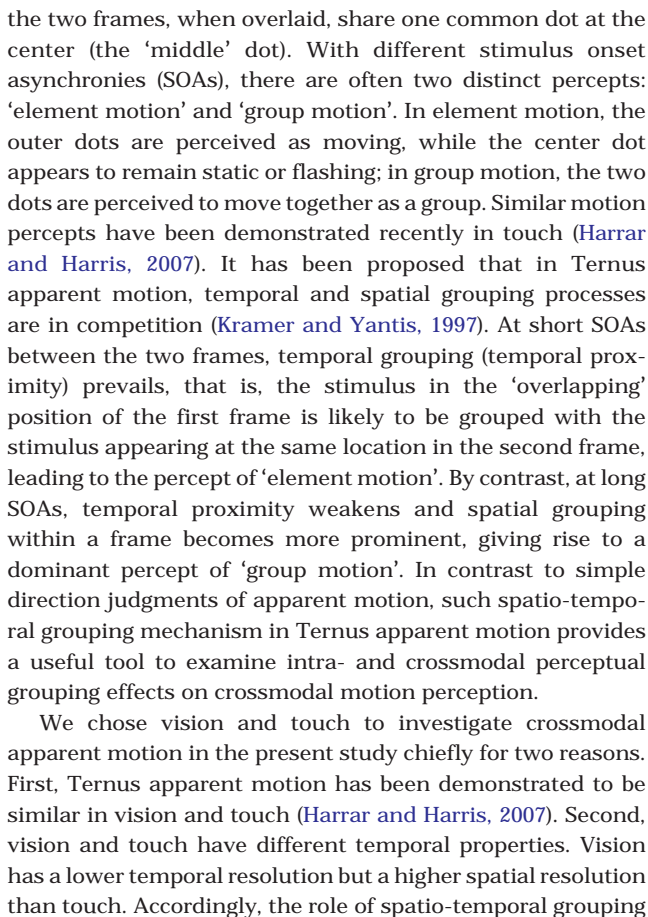 the two frames, when overlaid, share one common dot at the
center (the ‘middle’ dot). With different stimulus onset
asynchronies (SOAs), there are often two distinct percepts:
‘element motion’ and ‘group motion’. In element motion, the
outer dots are perceived as moving, while the center dot
appears to remain static or flashing; in group motion, the two
dots are perceived to move together as a group. Similar motion
percepts have been demonstrated recently in touch (Harrar
and Harris, 2007). It has been proposed that in Ternus
apparent motion, temporal and spatial grouping processes
are in competition (Kramer and Yantis, 1997). At short SOAs
between the two frames, temporal grouping (temporal prox-
imity) prevails, that is, the stimulus in the ‘overlapping’
position of the first frame is likely to be grouped with the
stimulus appearing at the same location in the second frame,
leading to the percept of ‘element motion’. By contrast, at long
SOAs, temporal proximity weakens and spatial grouping
within a frame becomes more prominent, giving rise to a
dominant percept of ‘group motion’. In contrast to simple
direction judgments of apparent motion, such spatio-tempo-
ral grouping mechanism in Ternus apparent motion provides
a useful tool to examine intra- and crossmodal perceptual
grouping effects on crossmodal motion perception.
We chose vision and touch to investigate crossmodal
apparent motion in the present study chiefly for two reasons.
First, Ternus apparent motion has been demonstrated to be
similar in vision and touch (Harrar and Harris, 2007). Second,
vision and touch have different temporal properties. Vision
has a lower temporal resolution but a higher spatial resolution
than touch. Accordingly, the role of spatio-temporal grouping